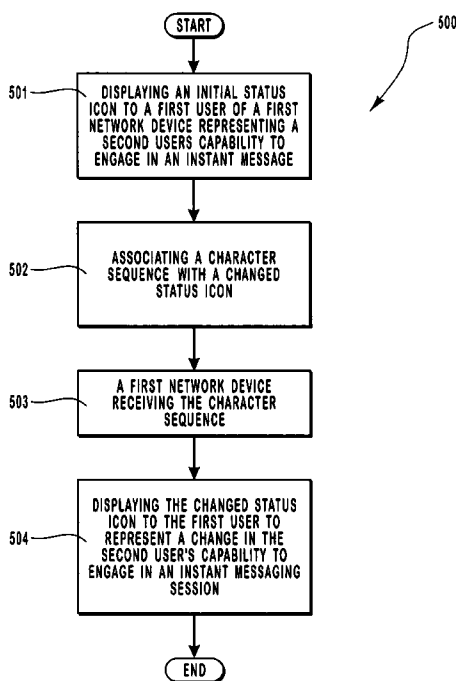 START
500
501
DISPLAYING AN INITIAL STATUS
ICON TO A FIRST USER OF A FIRST
NETWORK DEVICE REPRESENTING A
SECOND USERS CAPABILITY TO
ENGAGE IN AN INSTANT MESSAGE
502
ASSOCIATING A CHARACTER
SEQUENCE WITH A CHANGED
STATUS ICON
503
A FIRST NETWORK DEVICE
RECEIVING THE CHARACTER
SEQUENCE
504
DISPLAYING THE CHANGED STATUS
ICON TO THE FIRST USER TO
REPRESENT A CHANGE IN THE
SECOND USER'S CAPABILITY TO
ENGAGE IN AN INSTANT MESSAGING
SESSION
END